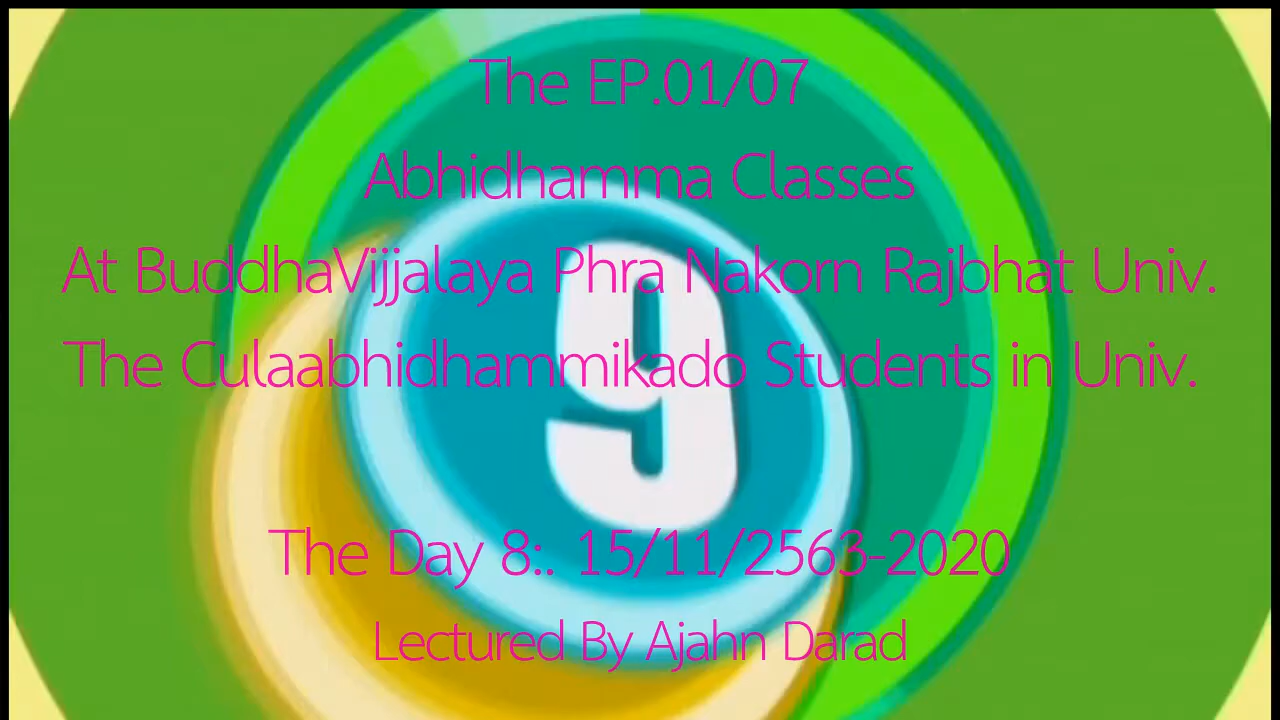 The EP.01/07
Abhidhamma Classes
At BuddhaVijjalaya Phra Nakorn Rajbhat Univ.
The Culaabhidhammikado Students in Univ.
9
The Day 8:. 15/11/2563-2020
Lectured By Ajahn Darad